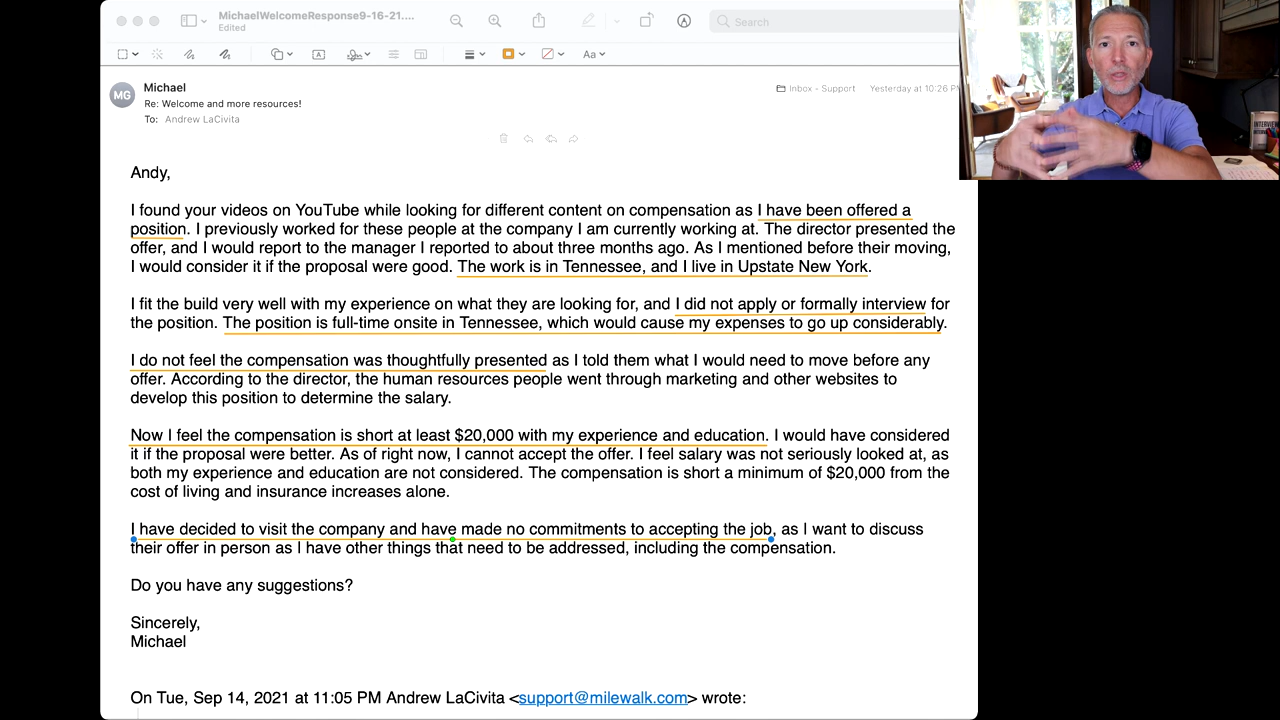 MichaelWelcomeResponse9-16-21....
Edited
Search
Aa
MG
Michael
Inbox - Support
Yesterday at 10:26 P
Re: Welcome and more resources!
To: Andrew LaCivita
Andy,
I found your videos on YouTube while looking for different content on compensation as I have been offered a
position. I previously worked for these people at the company I am currently working at. The director presented the
offer, and I would report to the manager I reported to about three months ago. As I mentioned before their moving,
I would consider it if the proposal were good. The work is in Tennessee, and I live in Upstate New York.
I fit the build very well with my experience on what they are looking for, and I did not apply or formally interview for
the position. The position is full-time onsite in Tennessee, which would cause my expenses to go up considerably.
I do not feel the compensation was thoughtfully presented as I told them what I would need to move before any
offer. According to the director, the human resources people went through marketing and other websites to
develop this position to determine the salary.
Now I feel the compensation is short at least $20,000 with my experience and education. I would have considered
it if the proposal were better. As of right now, I cannot accept the offer. I feel salary was not seriously looked at, as
both my experience and education are not considered. The compensation is short a minimum of $20,000 from the
cost of living and insurance increases alone.
I have decided to visit the company and have made no commitments to accepting the job, as I want to discuss
their offer in person as I have other things that need to be addressed, including the compensation.
Do you have any suggestions?
Sincerely,
Michael
On Tue, Sep 14, 2021 at 11:05 PM Andrew LaCivita <support@milewalk.com> wrote:
INTERVIEW